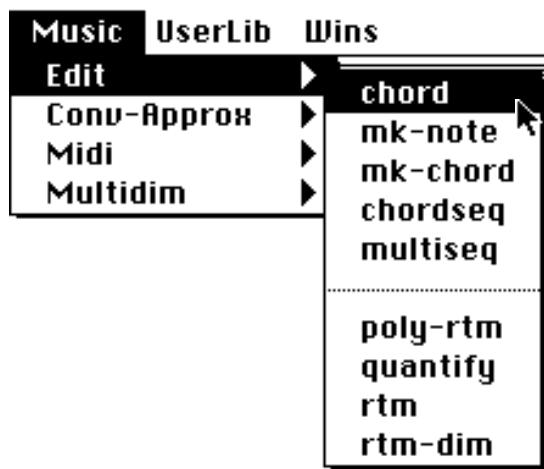 Music UserLib Wins
Edit
Conv-Approx
Midi
Multidim
chord
mk-note
mk-chord
chordseq
multiseq
poly-rtm
quantify
rtm
rtm-dim